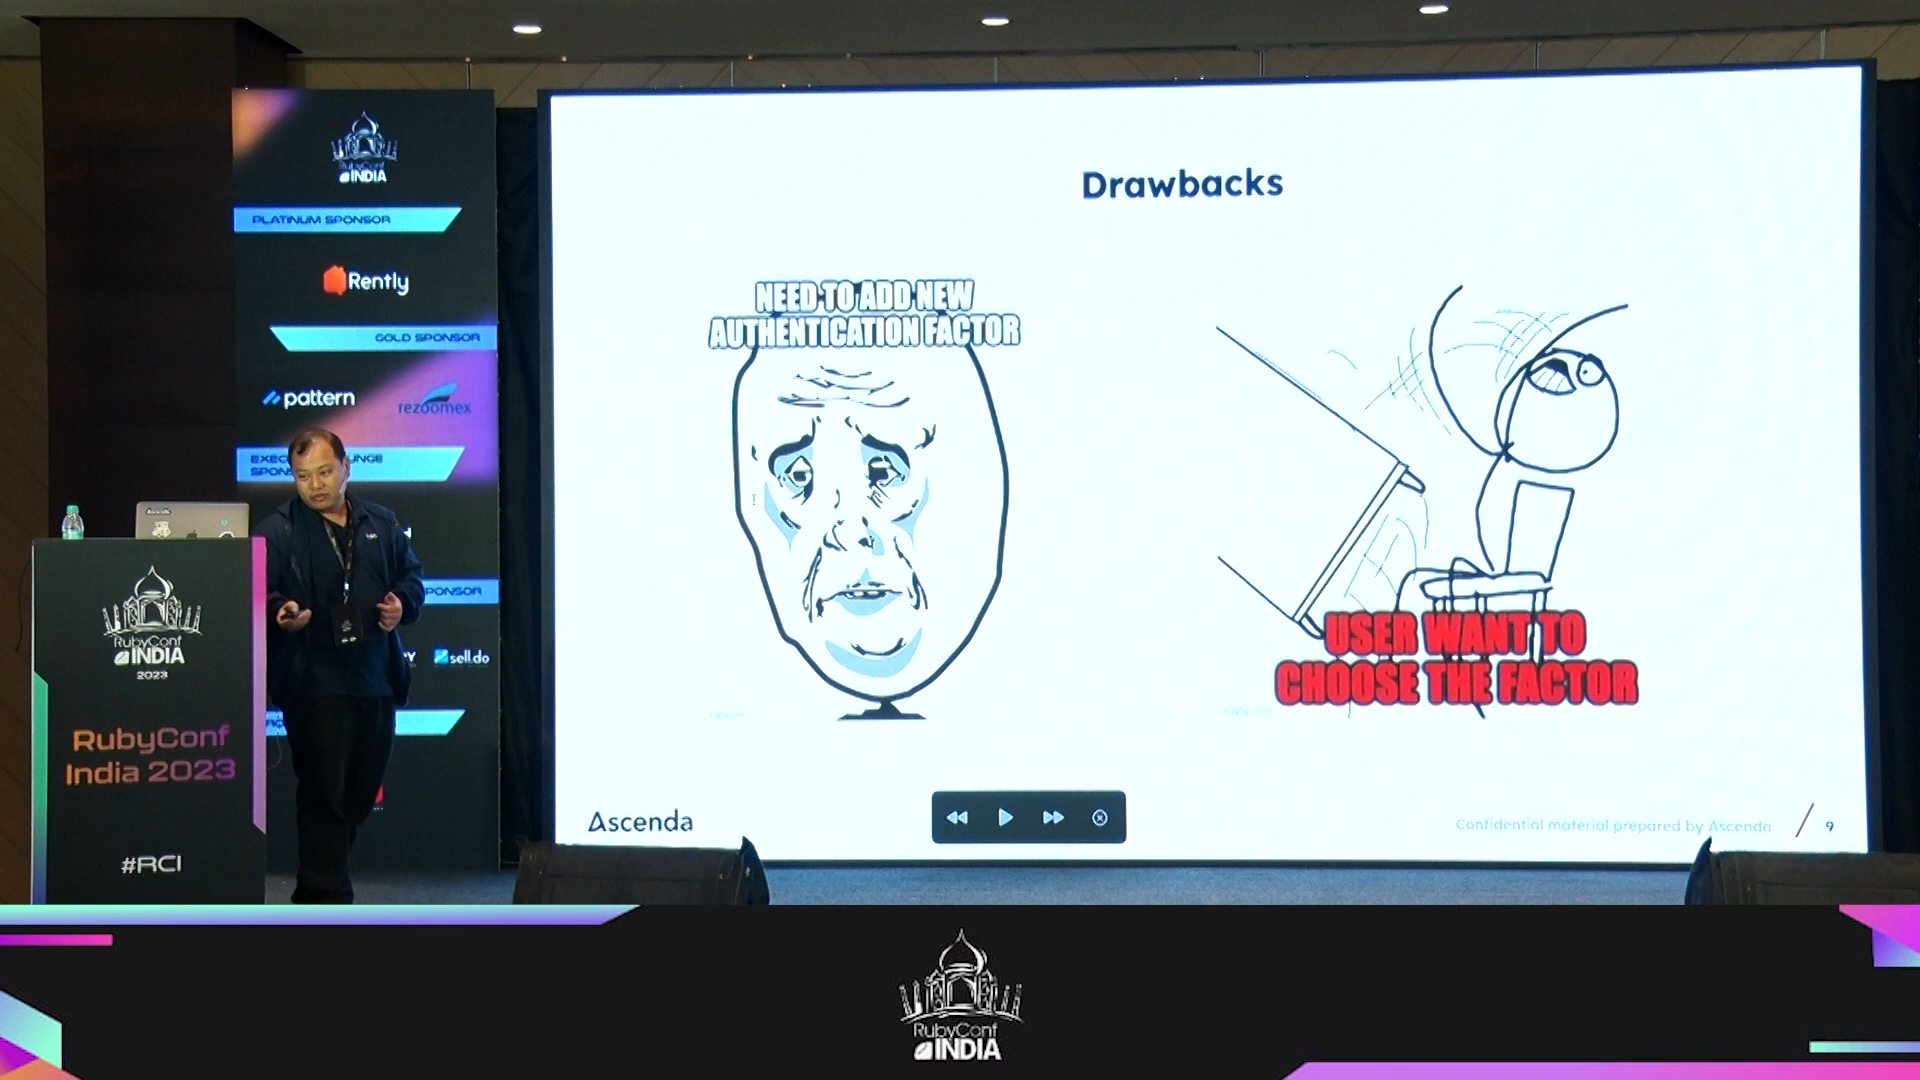 RubyConf
INDIA
PLATINUM SPONSOR
Rently
GOLD SPONSOR
pattern
rezoomex
sell.do
RubyConf
INDIA
2023
RubyConf
India 2023
#RCI
Drawbacks
NEED TO ADD NEW
AUTHENTICATION FACTOR
USER WANT TO
CHOOSE THE FACTOR
Ascenda
Confidential material prepared by Ascenda
9
RubyConf
INDIA